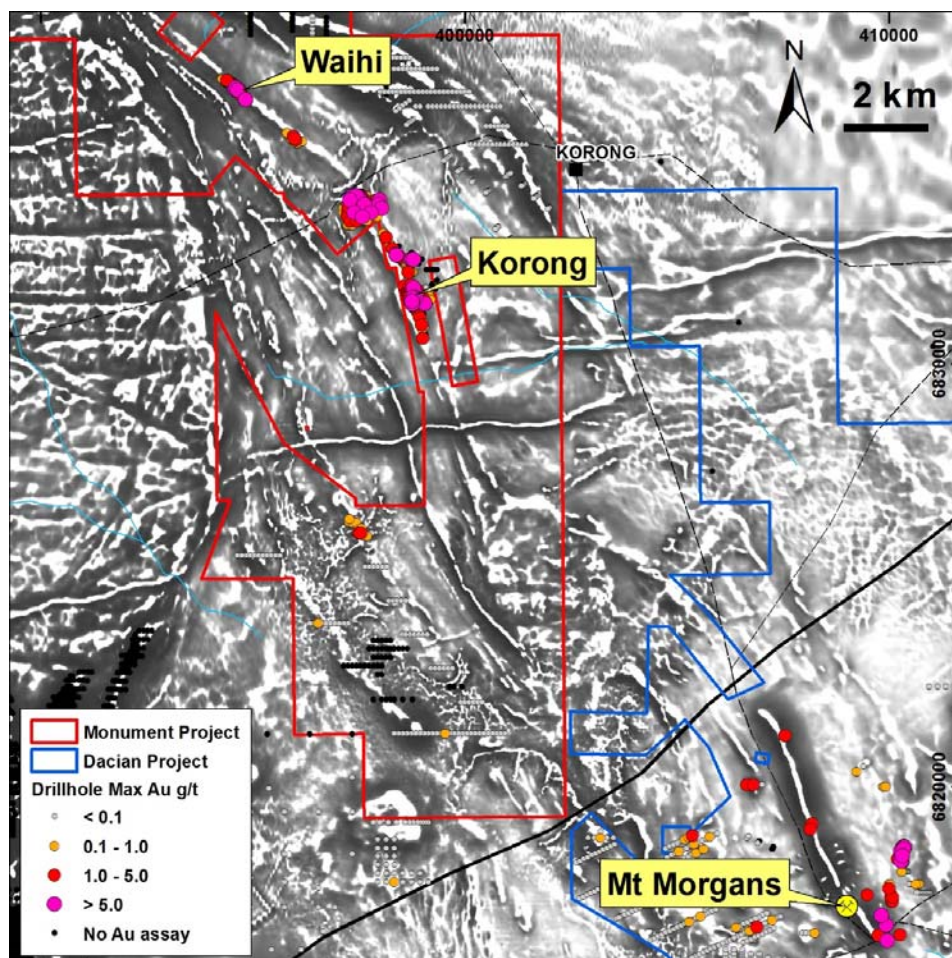 400000
410000
Waihi
N
2 km
KORONG
Korong
6830000
6820000
Mt Morgans
Monument Project
Dacian Project
Drillhole Max Au g/t
< 0.1
0.1 - 1.0
1.0 - 5.0
> 5.0
No Au assay